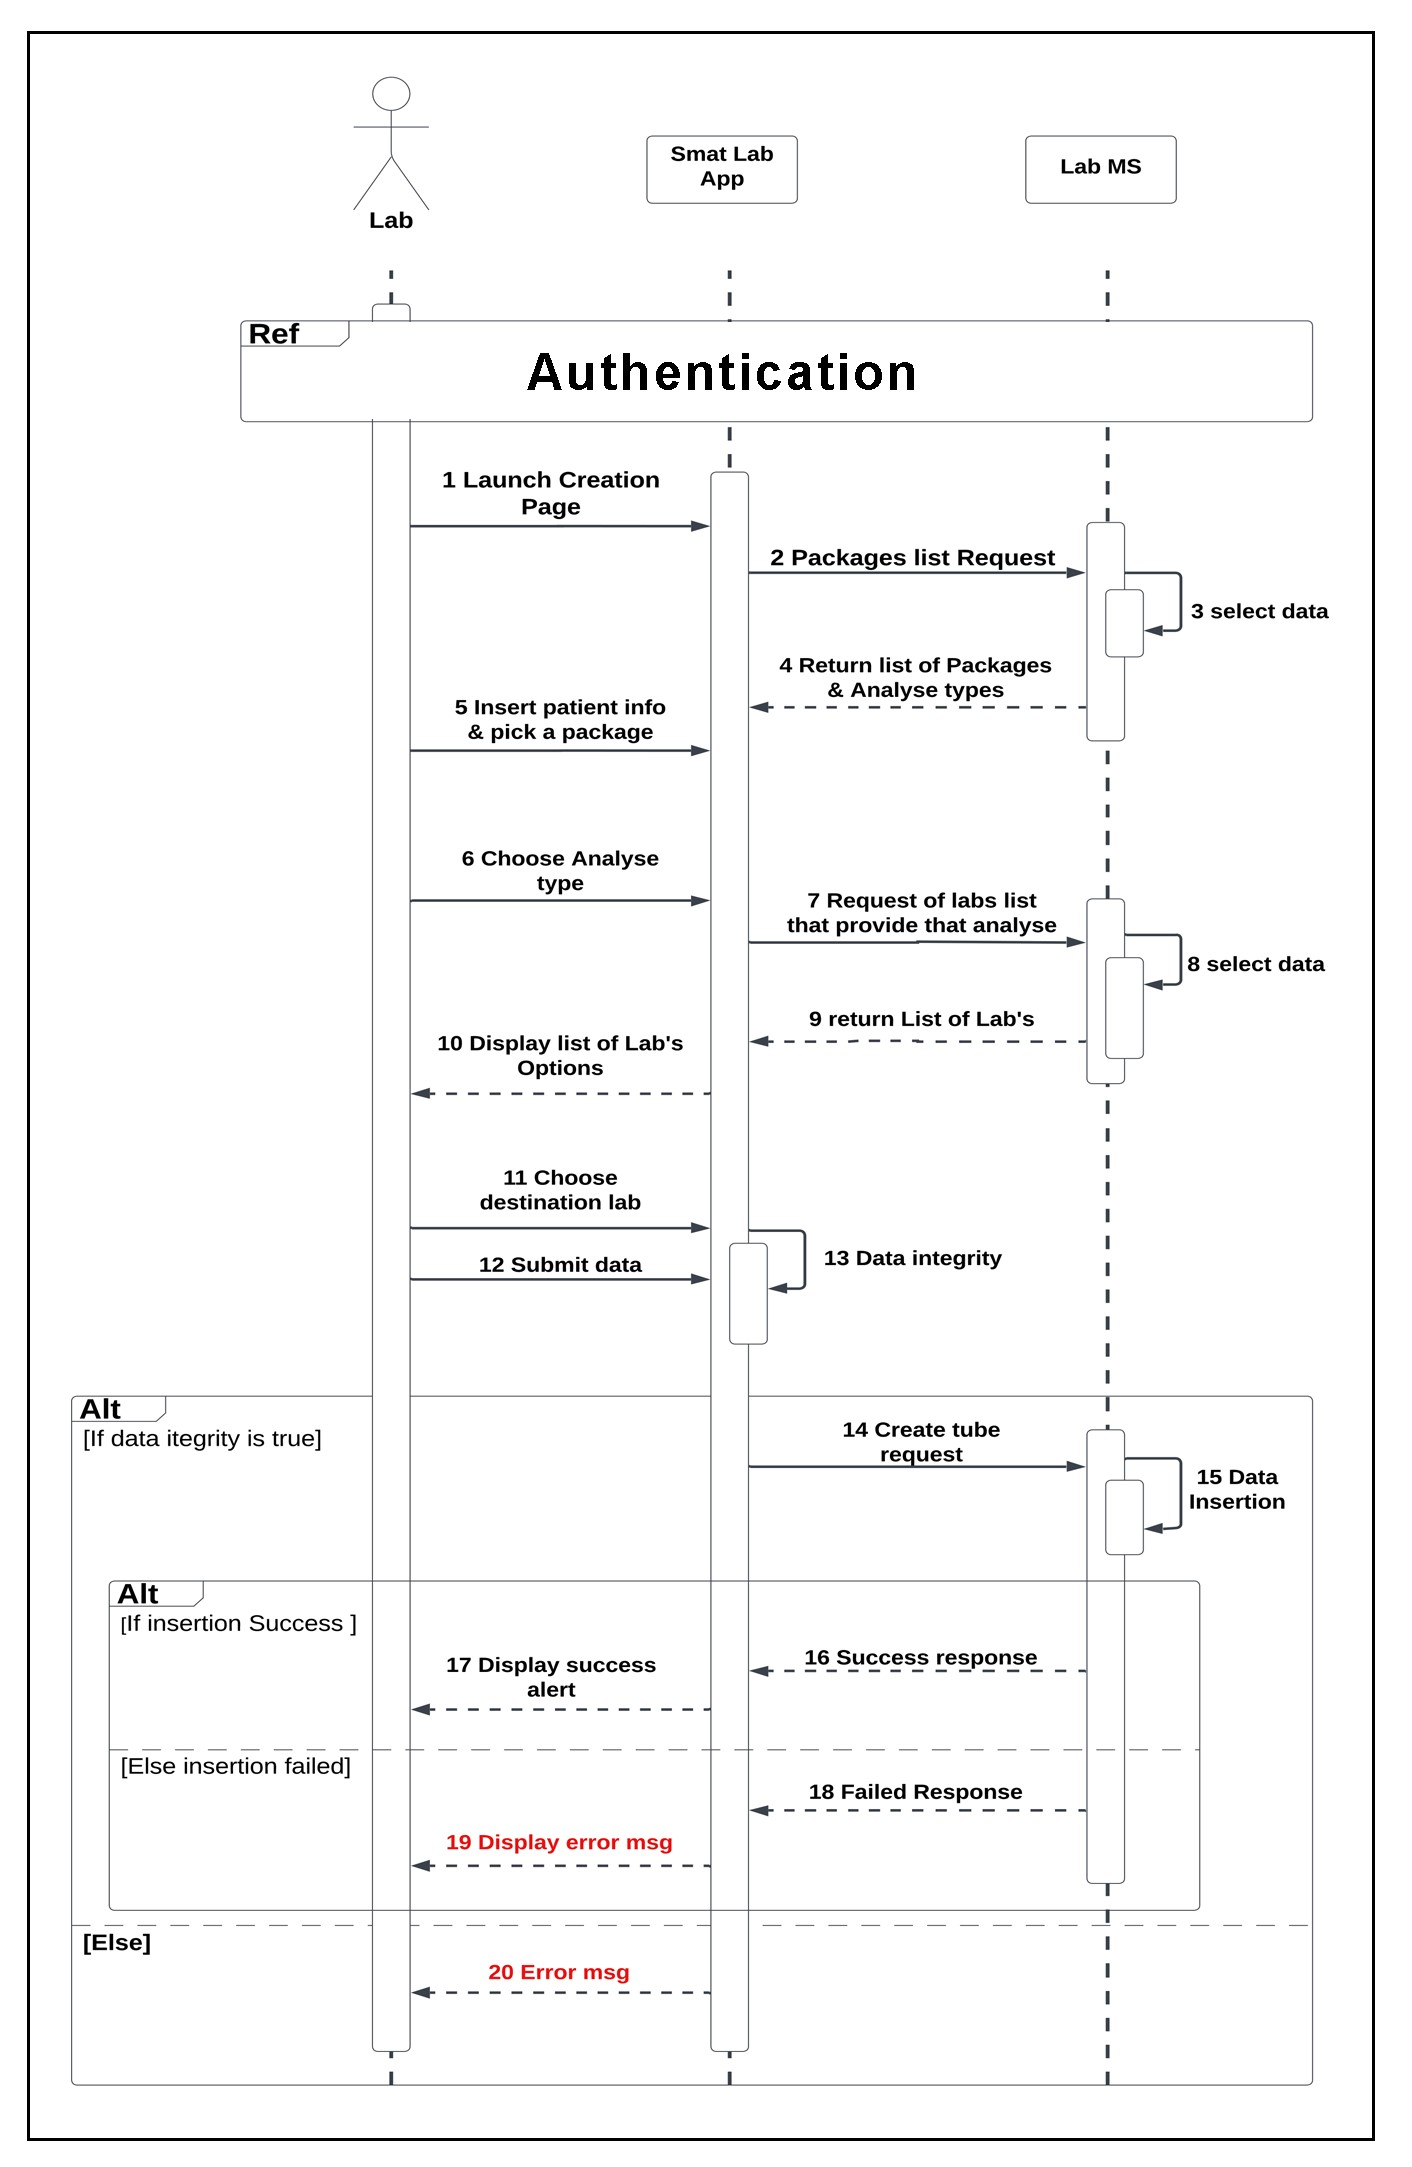 Lab
Smat Lab
App
Lab MS
Ref
Authentication
1 Launch Creation
Page
2 Packages list Request
3 select data
4 Return list of Packages
& Analyse types
5 Insert patient info
& pick a package
6 Choose Analyse
type
7 Request of labs list
that provide that analyse
8 select data
9 return List of Lab's
10 Display list of Lab's
Options
11 Choose
destination lab
12 Submit data
13 Data integrity
Alt
[If data itegrity is true]
14 Create tube
request
15 Data
Insertion
Alt
[If insertion Success ]
16 Success response
17 Display success
alert
[Else insertion failed]
18 Failed Response
19 Display error msg
[Else]
20 Error msg